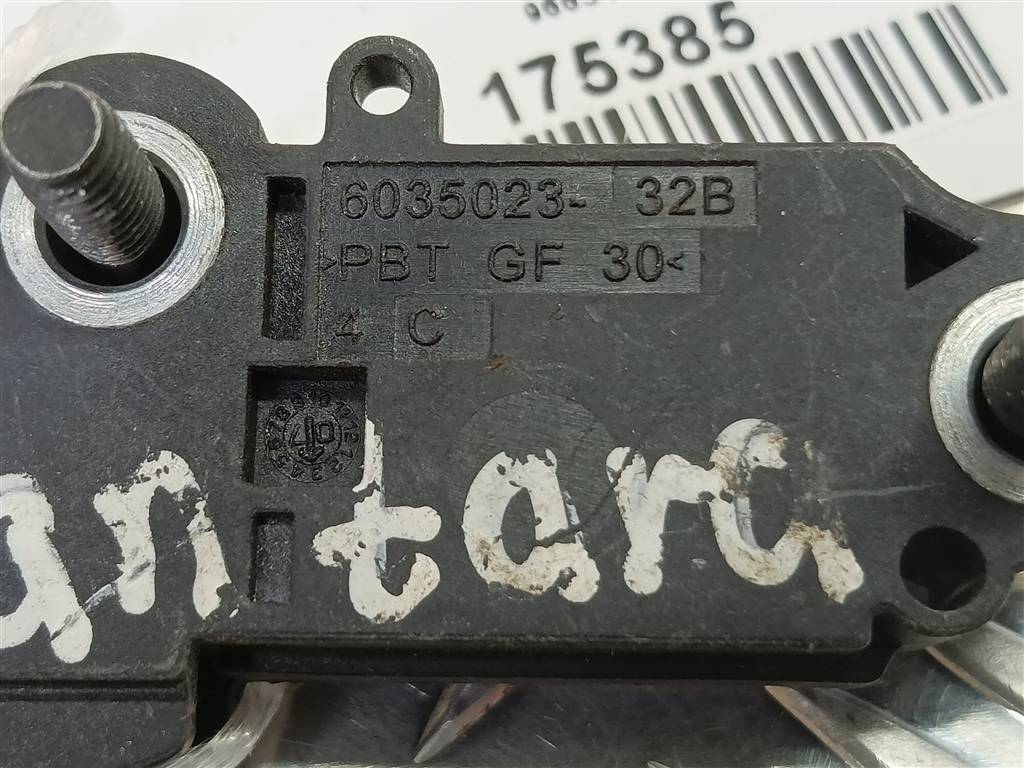 175385
6035023- 32B
>PBT GF 30<
4 C
antara